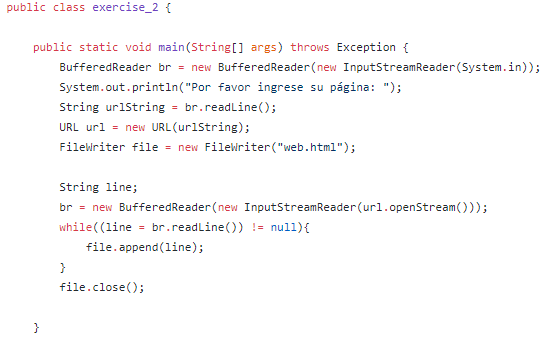 public class exercise_2 {
public static void main(String[] args) throws Exception {
BufferedReader br = new BufferedReader(new InputStreamReader(System.in));
System.out.println("Por favor ingrese su página: ");
String urlString = br.readLine();
URL url = new URL(urlString);
FileWriter file = new FileWriter("web.html");
String line;
br = new BufferedReader(new InputStreamReader(url.openStream()));
while((line = br.readLine()) != null){
file.append(line);
}
file.close();
}